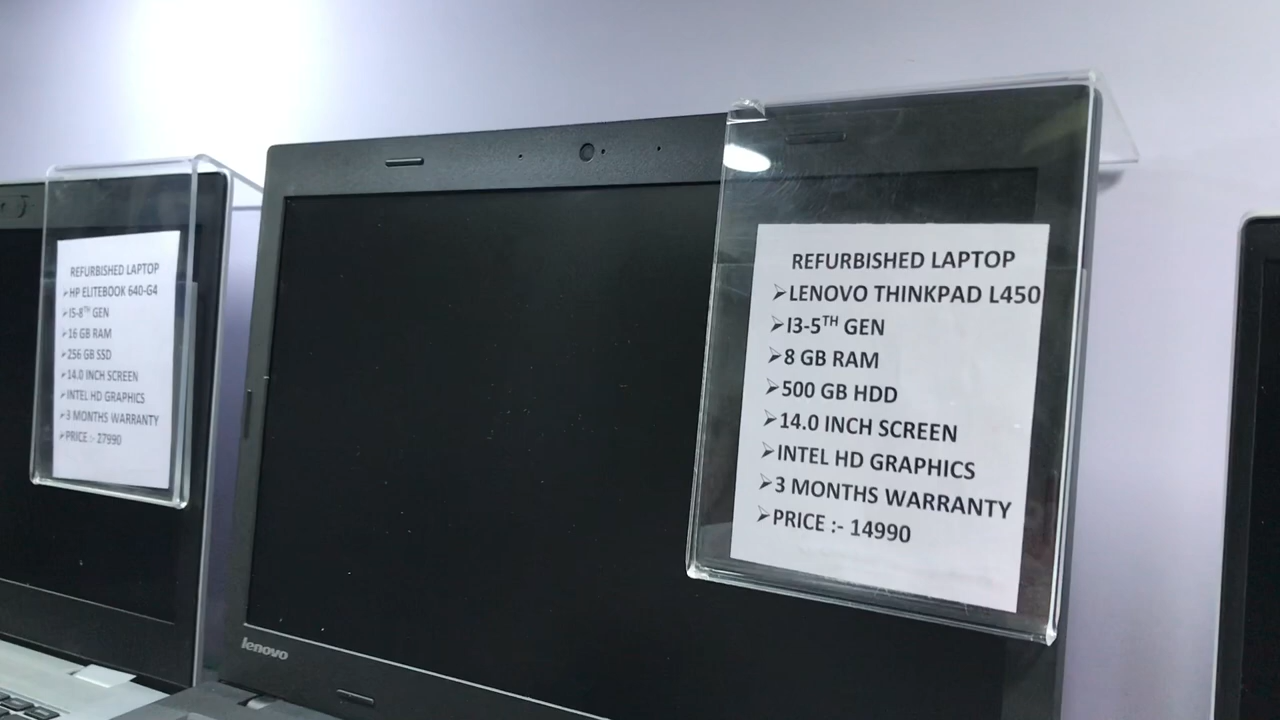 REFURBISHED LAPTOP
➢HP ELITEBOOK 640-G4
➢I5-8TH GEN
➢16 GB RAM
➢256 GB SSD
➢14.0 INCH SCREEN
➢INTEL HD GRAPHICS
➢3 MONTHS WARRANTY
➢PRICE :- 27990
REFURBISHED LAPTOP
➢LENOVO THINKPAD L450
➢I3-5TH GEN
➢8 GB RAM
➢500 GB HDD
➢14.0 INCH SCREEN
➢INTEL HD GRAPHICS
➢3 MONTHS WARRANTY
➢PRICE :- 14990
lenovo